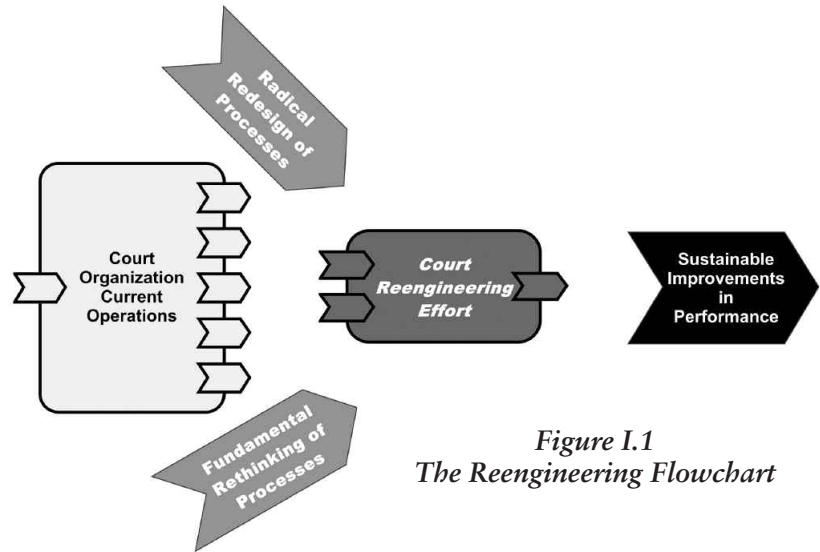 Radical
Redesign of
Processes
Court
Organization
Current
Operations
Court
Reengineering
Effort
Sustainable
Improvements
in
Performance
Fundamental
Rethinking of
Processes
Figure I.1
The Reengineering Flowchart